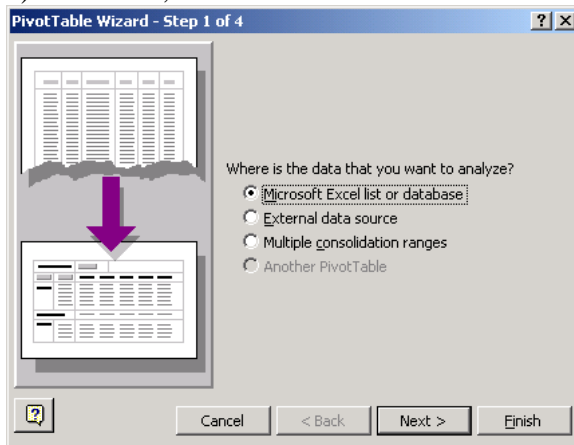 PivotTable Wizard - Step 1 of 4
Where is the data that you want to analyze?
Microsoft Excel list or database
External data source
Multiple consolidation ranges
Another PivotTable
Cancel
< Back
Next >
Finish